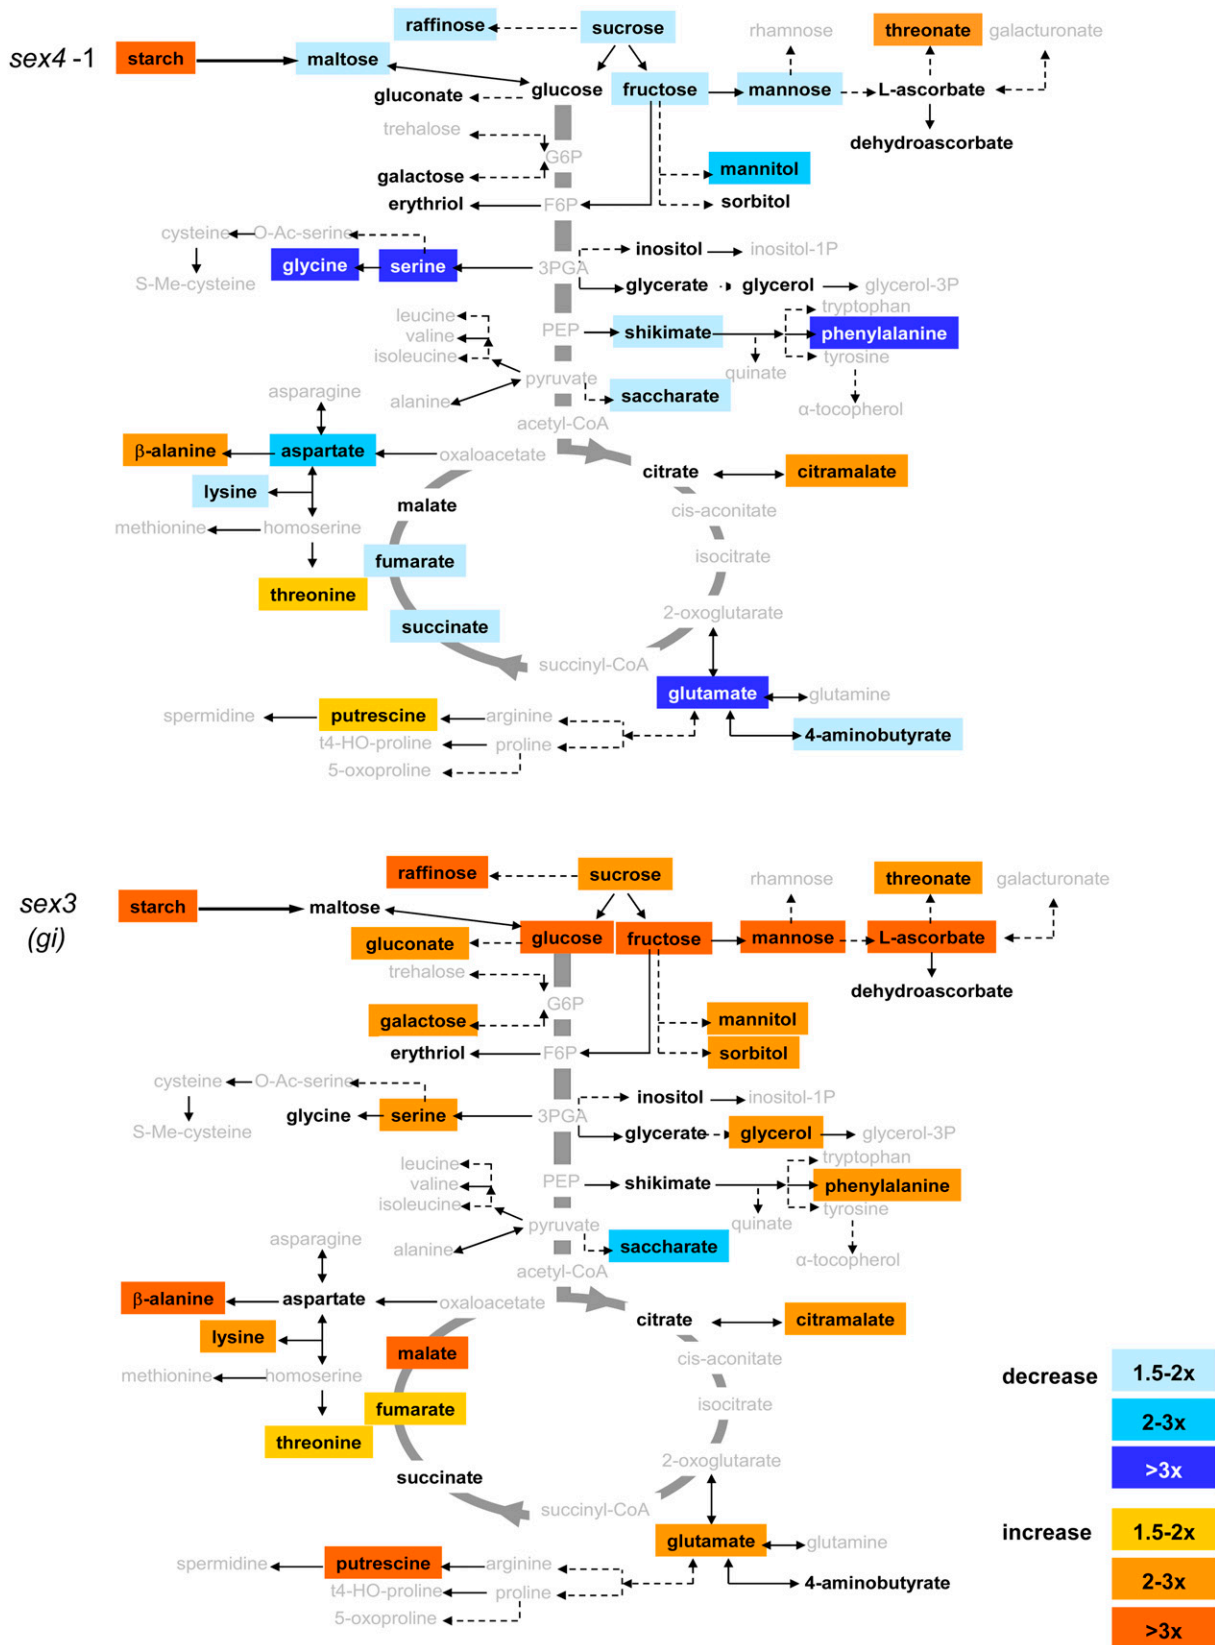 raffinose
sucrose
rhamnose
threonate
galacturonate
sex4 -1
starch
maltose
gluconate
glucose
fructose
mannose
L-ascorbate
trehalose
dehydroascorbate
G6P
galactose
mannitol
erythriol
F6P
sorbitol
cysteine
O-Ac-serine
inositol
inositol-1P
glycine
serine
3PGA
S-Me-cysteine
glycerate
glycerol
glycerol-3P
leucine
tryptophan
valine
PEP
shikimate
phenylalanine
isoleucine
tyrosine
pyruvate
quinate
asparagine
alanine
saccharate
α-tocopherol
acetyl-CoA
β-alanine
aspartate
oxaloacetate
citrate
citramalate
lysine
malate
cis-aconitate
methionine
homoserine
fumarate
isocitrate
threonine
2-oxoglutarate
succinate
succinyl-CoA
glutamate
glutamine
spermidine
putrescine
arginine
4-aminobutyrate
t4-HO-proline
proline
5-oxoproline
raffinose
sucrose
rhamnose
threonate
galacturonate
sex3
(gi)
starch
maltose
gluconate
glucose
fructose
mannose
L-ascorbate
trehalose
dehydroascorbate
G6P
galactose
mannitol
erythriol
F6P
sorbitol
cysteine
O-Ac-serine
inositol
inositol-1P
glycine
serine
3PGA
S-Me-cysteine
glycerate
glycerol
glycerol-3P
leucine
tryptophan
valine
PEP
shikimate
phenylalanine
isoleucine
tyrosine
pyruvate
quinate
asparagine
alanine
saccharate
α-tocopherol
acetyl-CoA
β-alanine
aspartate
oxaloacetate
citrate
citramalate
lysine
malate
cis-aconitate
methionine
homoserine
fumarate
isocitrate
threonine
2-oxoglutarate
succinate
succinyl-CoA
glutamate
glutamine
spermidine
putrescine
arginine
4-aminobutyrate
t4-HO-proline
proline
5-oxoproline
decrease
1.5-2x
2-3x
>3x
increase
1.5-2x
2-3x
>3x